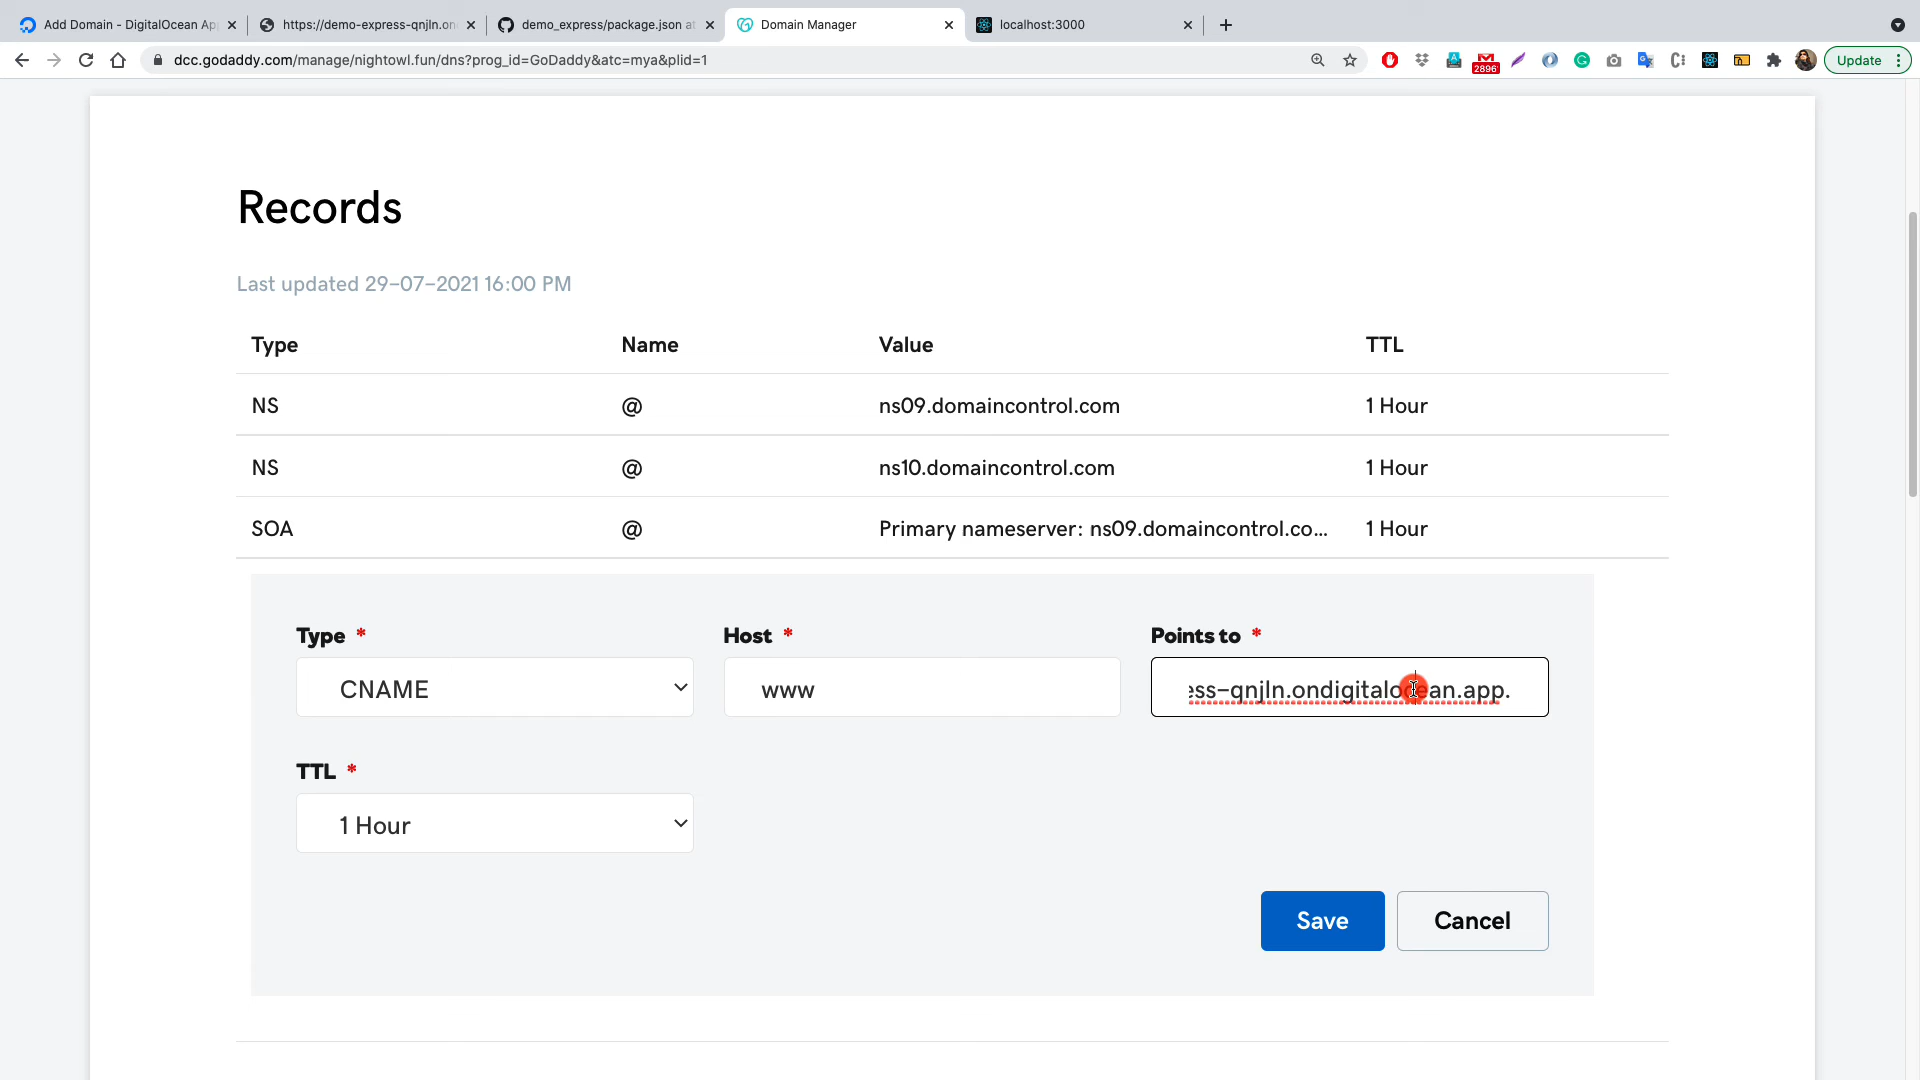 Add Domain - DigitalOcean Ap
https://demo-express-qnjln.on
demo_express/package.json at
Domain Manager
localhost:3000
dcc.godaddy.com/manage/nightowl.fun/dns?prog_id=GoDaddy&atc=mya&plid=1
2896
Update
Records
Last updated 29-07-2021 16:00 PM
Type Name Value TTL
NS @ ns09.domaincontrol.com 1 Hour
NS @ ns10.domaincontrol.com 1 Hour
SOA @ Primary nameserver: ns09.domaincontrol.co... 1 Hour
Type * Host * Points to *
CNAME www ess-qnjln.ondigitalocean.app.
TTL *
1 Hour
Save Cancel